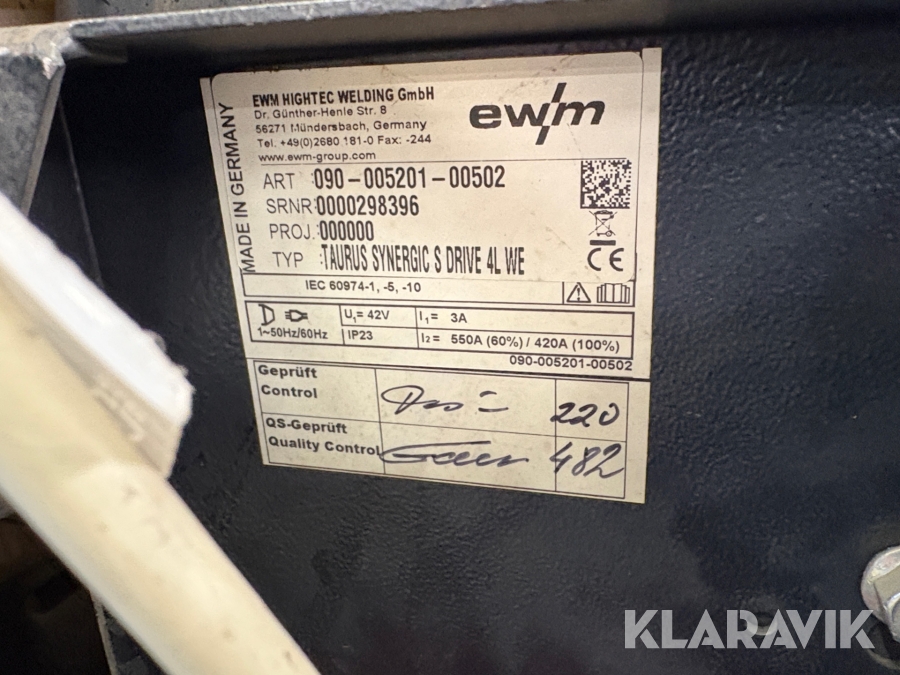 MADE IN GERMANY
EWM HIGHTEC WELDING GmbH
Dr. Günther-Henle Str. 8
56271 Mündersbach, Germany
Tel. +49(0)2680 181-0 Fax: -244
www.ewm-group.com
ewm
ART :090-005201-00502
SRNR:0000298396
PROJ.:000000
TYP :TAURUS SYNERGIC S DRIVE 4L WE
CE
IEC 60974-1, -5, -10
1~50Hz/60Hz
U1= 42V
I1= 3A
IP23
I2= 550A (60%) / 420A (100%)
090-005201-00502
Geprüft
Control
220
QS-Geprüft
Quality Control
482
KLARAVIK